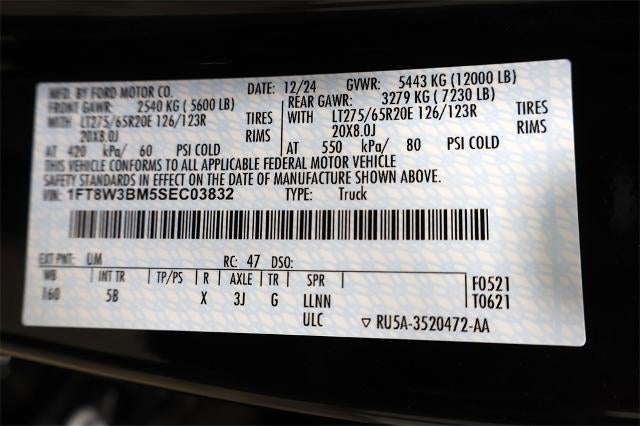 MFD. BY FORD MOTOR CO. DATE: 12/24 GVWR: 5443 KG (12000 LB)
FRONT GAWR: 2540 KG (5600 LB) REAR GAWR: 3279 KG (7230 LB)
WITH LT275/65R20E 126/123R TIRES WITH LT275/65R20E 126/123R TIRES
20X8.0J RIMS 20X8.0J RIMS
AT 420 kPa/ 60 PSI COLD AT 550 kPa/ 80 PSI COLD
THIS VEHICLE CONFORMS TO ALL APPLICABLE FEDERAL MOTOR VEHICLE
SAFETY STANDARDS IN EFFECT ON THE DATE OF MANUFACTURE SHOWN ABOVE.
VIN: 1FT8W3BM5SEC03832 TYPE: Truck
EXT PNT: UM RC: 47 DSO:
WB INT TR TP/PS R AXLE TR SPR F0521
160 5B X 3J G LLNN T0621
ULC ▽ RU5A-3520472-AA